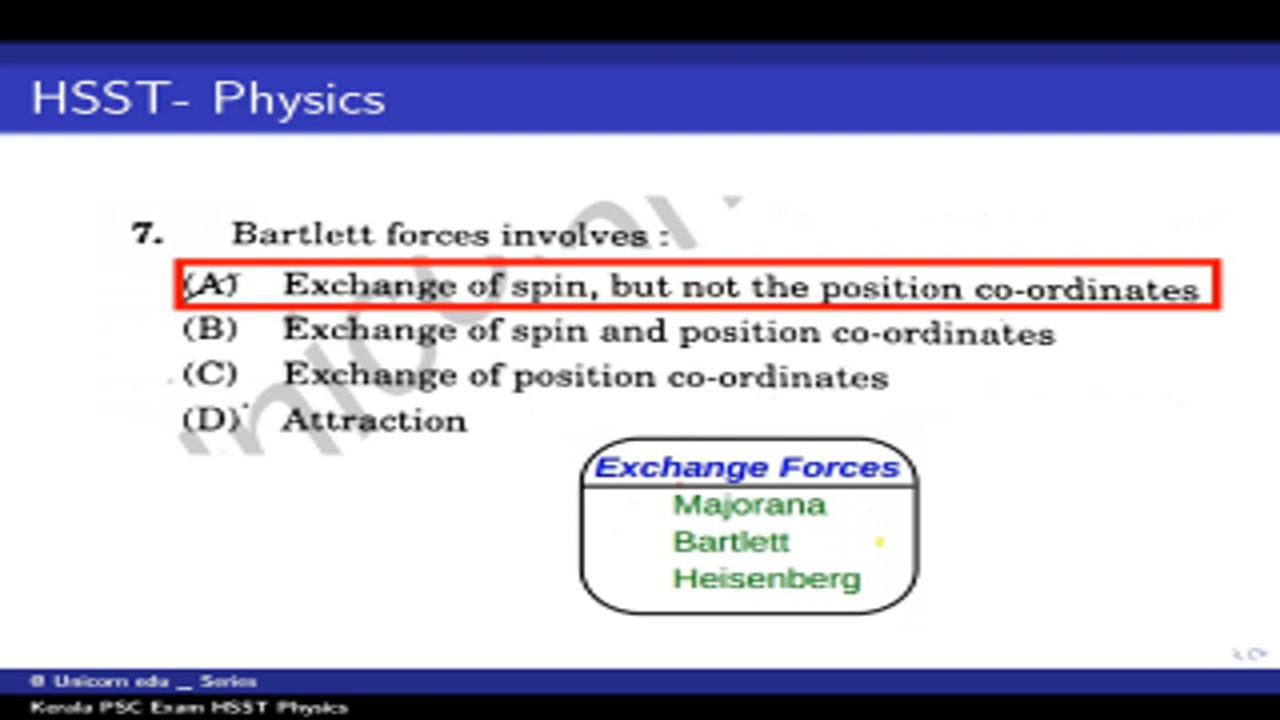 HSST- Physics
7. Bartlett forces involves :
(A) Exchange of spin, but not the position co-ordinates
(B) Exchange of spin and position co-ordinates
(C) Exchange of position co-ordinates
(D) Attraction
Exchange Forces
Majorana
Bartlett
Heisenberg
@ Unicorn edu _ Series
Kerala PSC Exam HSST Physics